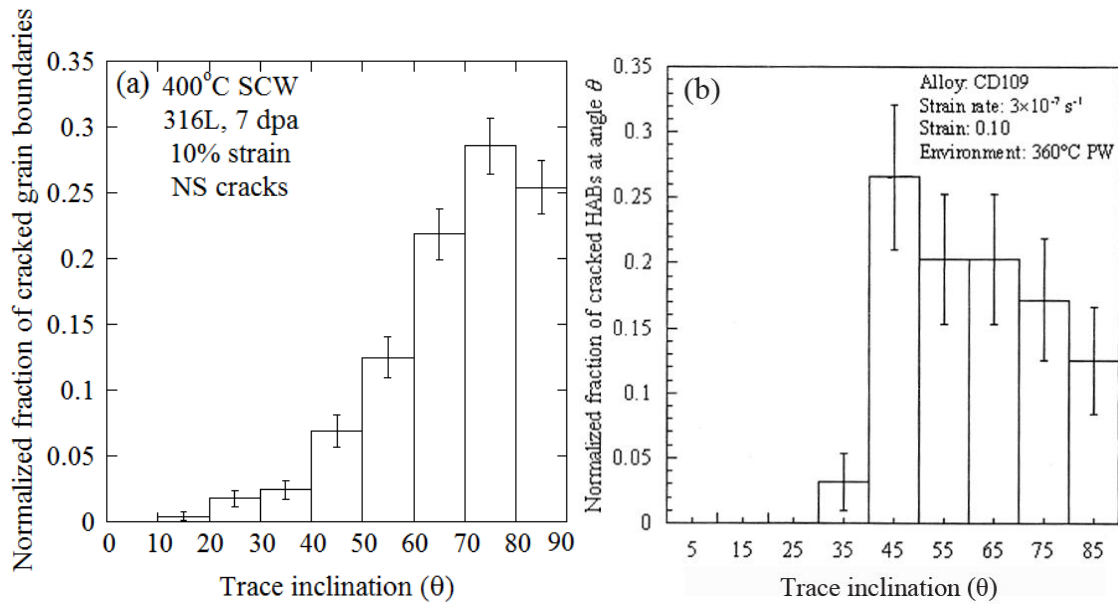 (a)
400°C SCW
316L, 7 dpa
10% strain
NS cracks
Normalized fraction of cracked grain boundaries
0.35
0.3
0.25
0.2
0.15
0.1
0.05
0
0 10 20 30 40 50 60 70 80 90
Trace inclination (θ)
(b)
Alloy: CD109
Strain rate: 3×10⁻⁷ s⁻¹
Strain: 0.10
Environment: 360°C PW
Normalized fraction of cracked HABs at angle θ
0.35
0.3
0.25
0.2
0.15
0.1
0.05
0
5 15 25 35 45 55 65 75 85
Trace inclination (θ)